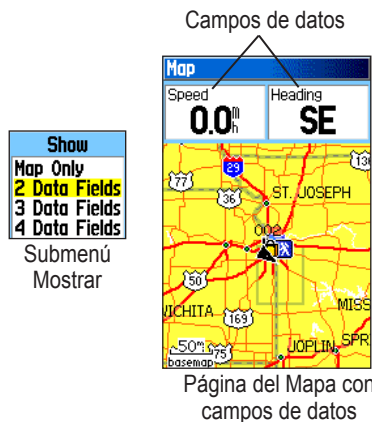 Campos de datos
Map
Speed
Heading
0.0 m h
SE
Show
Map Only
2 Data Fields
3 Data Fields
4 Data Fields
Submenú
Mostrar
29
77
36
ST. JOSEPH
002
50
WICHITA
169
MISS
JOPLIN
SPR
50m
75
basemap
Página del Mapa con
campos de datos